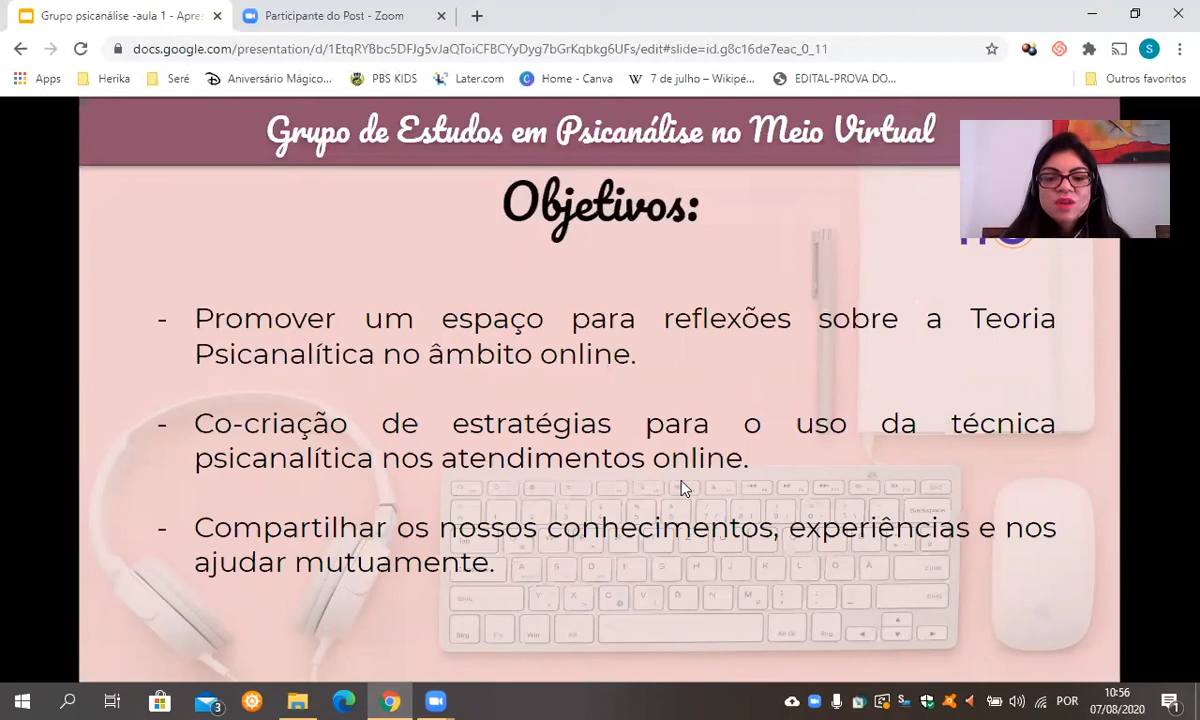 Grupo psicanálise -aula 1 - Apres
Participante do Post - Zoom
docs.google.com/presentation/d/1EtqRYBbc5DFJg5vJaQToiCFBCYyDyg7bGrKqbkg6UFs/edit#slide=id.g8c16de7eac_0_11
S
Apps
Herika
Seré
Aniversário Mágico...
PBS KIDS
Later.com
Home - Canva
7 de julho – Wikipé...
EDITAL-PROVA DO...
Outros favoritos
Grupo de Estudos em Psicanálise no Meio Virtual
Objetivos:
- Promover um espaço para reflexões sobre a Teoria
Psicanalítica no âmbito online.
- Co-criação de estratégias para o uso da técnica
psicanalítica nos atendimentos online.
- Compartilhar os nossos conhecimentos, experiências e nos
ajudar mutuamente.
3
POR
10:56
07/08/2020
1